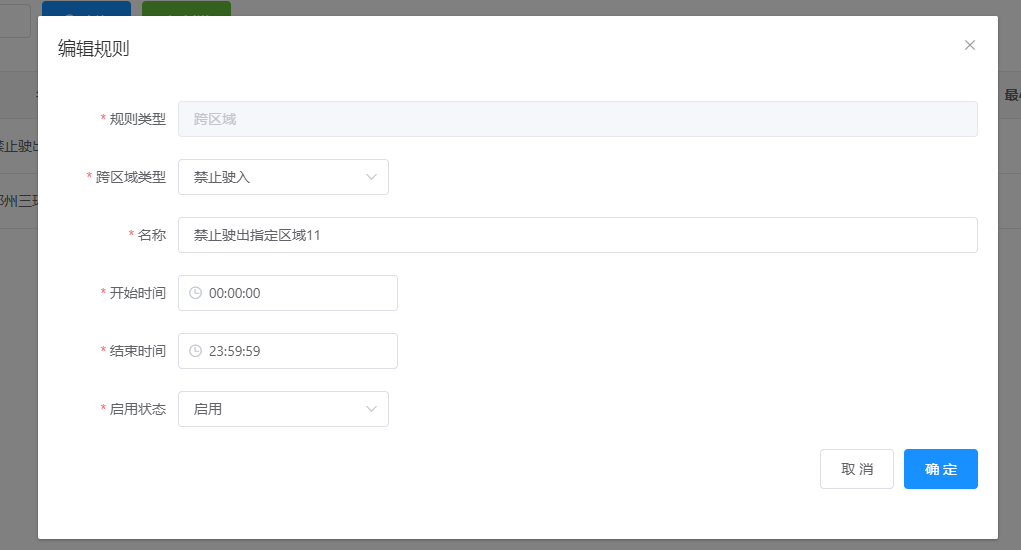 编辑规则
* 规则类型 跨区域
* 跨区域类型 禁止驶入
* 名称 禁止驶出指定区域11
* 开始时间 00:00:00
* 结束时间 23:59:59
* 启用状态 启用
取 消 确 定